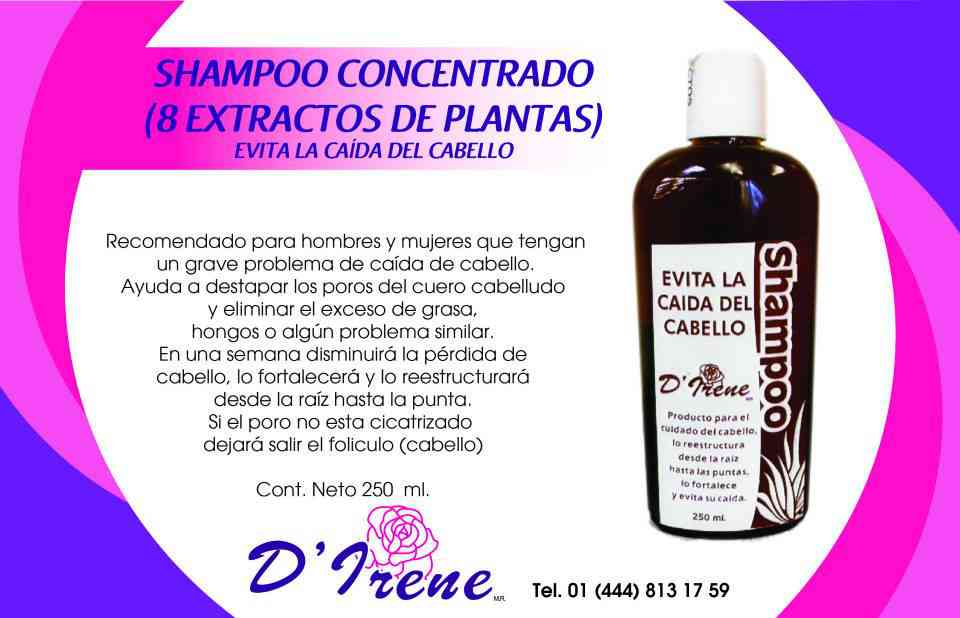 SHAMPOO CONCENTRADO
(8 EXTRACTOS DE PLANTAS)
EVITA LA CAÍDA DEL CABELLO
Recomendado para hombres y mujeres que tengan
un grave problema de caída de cabello.
Ayuda a destapar los poros del cuero cabelludo
y eliminar el exceso de grasa,
hongos o algún problema similar.
En una semana disminuirá la pérdida de
cabello, lo fortalecerá y lo reestructurará
desde la raíz hasta la punta.
Si el poro no esta cicatrizado
dejará salir el foliculo (cabello)
Cont. Neto 250 ml.
D'Irene
M.R.
Tel. 01 (444) 813 17 59
EVITA LA
CAIDA DEL
CABELLO
D'Irene
Producto para el
cuidado del cabello,
lo reestructura
desde la raiz
hasta las puntas,
lo fortalece
y evita su caida.
250 ml.
Shampoo